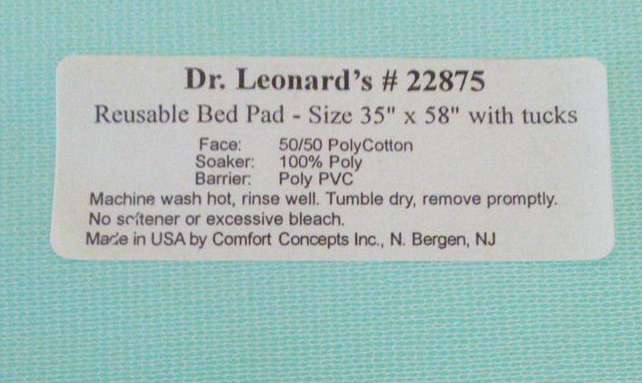 Dr. Leonard's # 22875
Reusable Bed Pad - Size 35" x 58" with tucks
Face: 50/50 PolyCotton
Soaker: 100% Poly
Barrier: Poly PVC
Machine wash hot, rinse well. Tumble dry, remove promptly.
No softener or excessive bleach.
Made in USA by Comfort Concepts Inc., N. Bergen, NJ